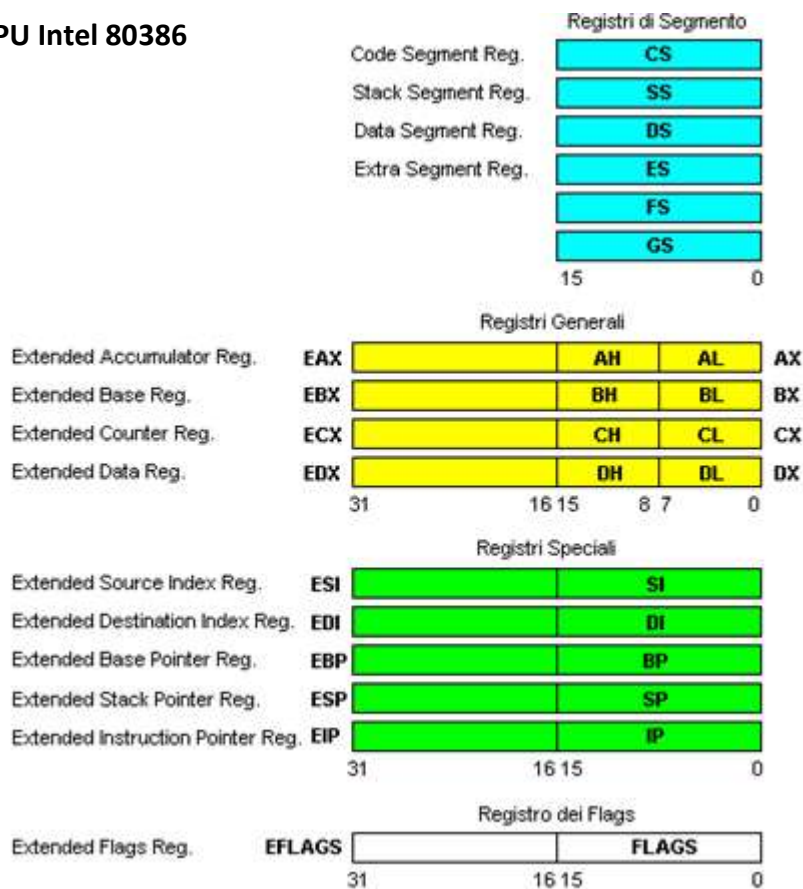 PU Intel 80386
Registri di Segmento
Code Segment Reg. CS
Stack Segment Reg. SS
Data Segment Reg. DS
Extra Segment Reg. ES
FS
GS
15 0
Registri Generali
Extended Accumulator Reg. EAX AH AL AX
Extended Base Reg. EBX BH BL BX
Extended Counter Reg. ECX CH CL CX
Extended Data Reg. EDX DH DL DX
31 16 15 8 7 0
Registri Speciali
Extended Source Index Reg. ESI SI
Extended Destination Index Reg. EDI DI
Extended Base Pointer Reg. EBP BP
Extended Stack Pointer Reg. ESP SP
Extended Instruction Pointer Reg. EIP IP
31 16 15 0
Registro dei Flags
Extended Flags Reg. EFLAGS FLAGS
31 16 15 0